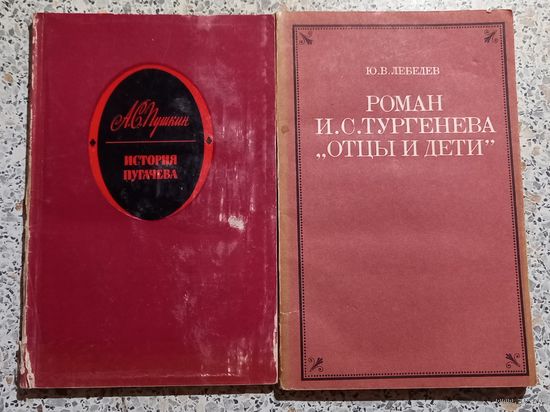 А.С. Пушкин
ИСТОРИЯ
ПУГАЧЕВА
Ю.В. ЛЕБЕДЕВ
РОМАН
И.С. ТУРГЕНЕВА
„ОТЦЫ И ДЕТИ”